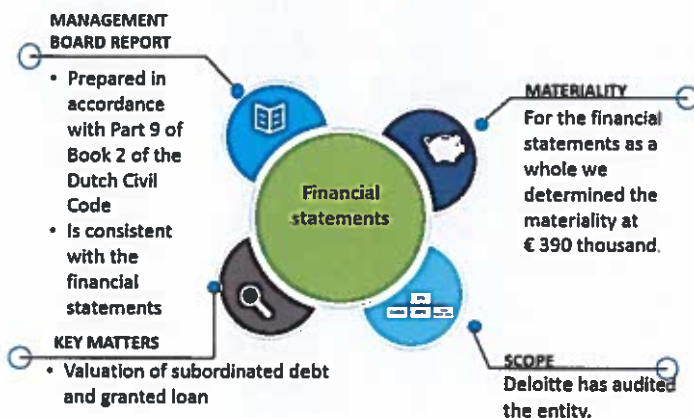 MANAGEMENT
BOARD REPORT
• Prepared in
accordance
with Part 9 of
Book 2 of the
Dutch Civil
Code
• Is consistent
with the
financial
statements
KEY MATTERS
• Valuation of subordinated debt
and granted loan
Financial
statements
MATERIALITY
For the financial
statements as a
whole we
determined the
materiality at
€ 390 thousand.
SCOPE
Deloitte has audited
the entity.